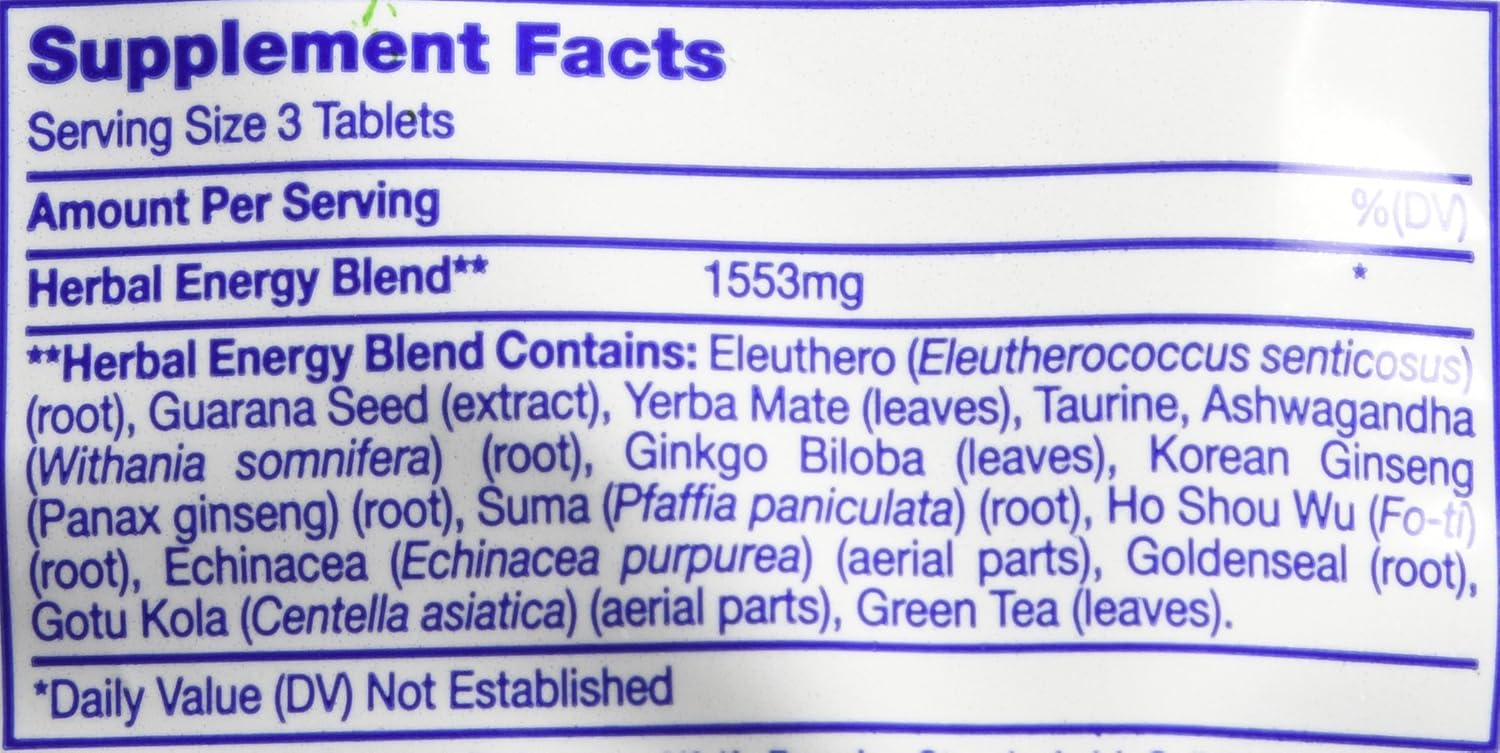 Supplement Facts
Serving Size 3 Tablets
Amount Per Serving %(DV)
Herbal Energy Blend** 1553mg *
**Herbal Energy Blend Contains: Eleuthero (Eleutherococcus senticosus)
(root), Guarana Seed (extract), Yerba Mate (leaves), Taurine, Ashwagandha
(Withania somnifera) (root), Ginkgo Biloba (leaves), Korean Ginseng
(Panax ginseng) (root), Suma (Pfaffia paniculata) (root), Ho Shou Wu (Fo-ti)
(root), Echinacea (Echinacea purpurea) (aerial parts), Goldenseal (root),
Gotu Kola (Centella asiatica) (aerial parts), Green Tea (leaves).
*Daily Value (DV) Not Established